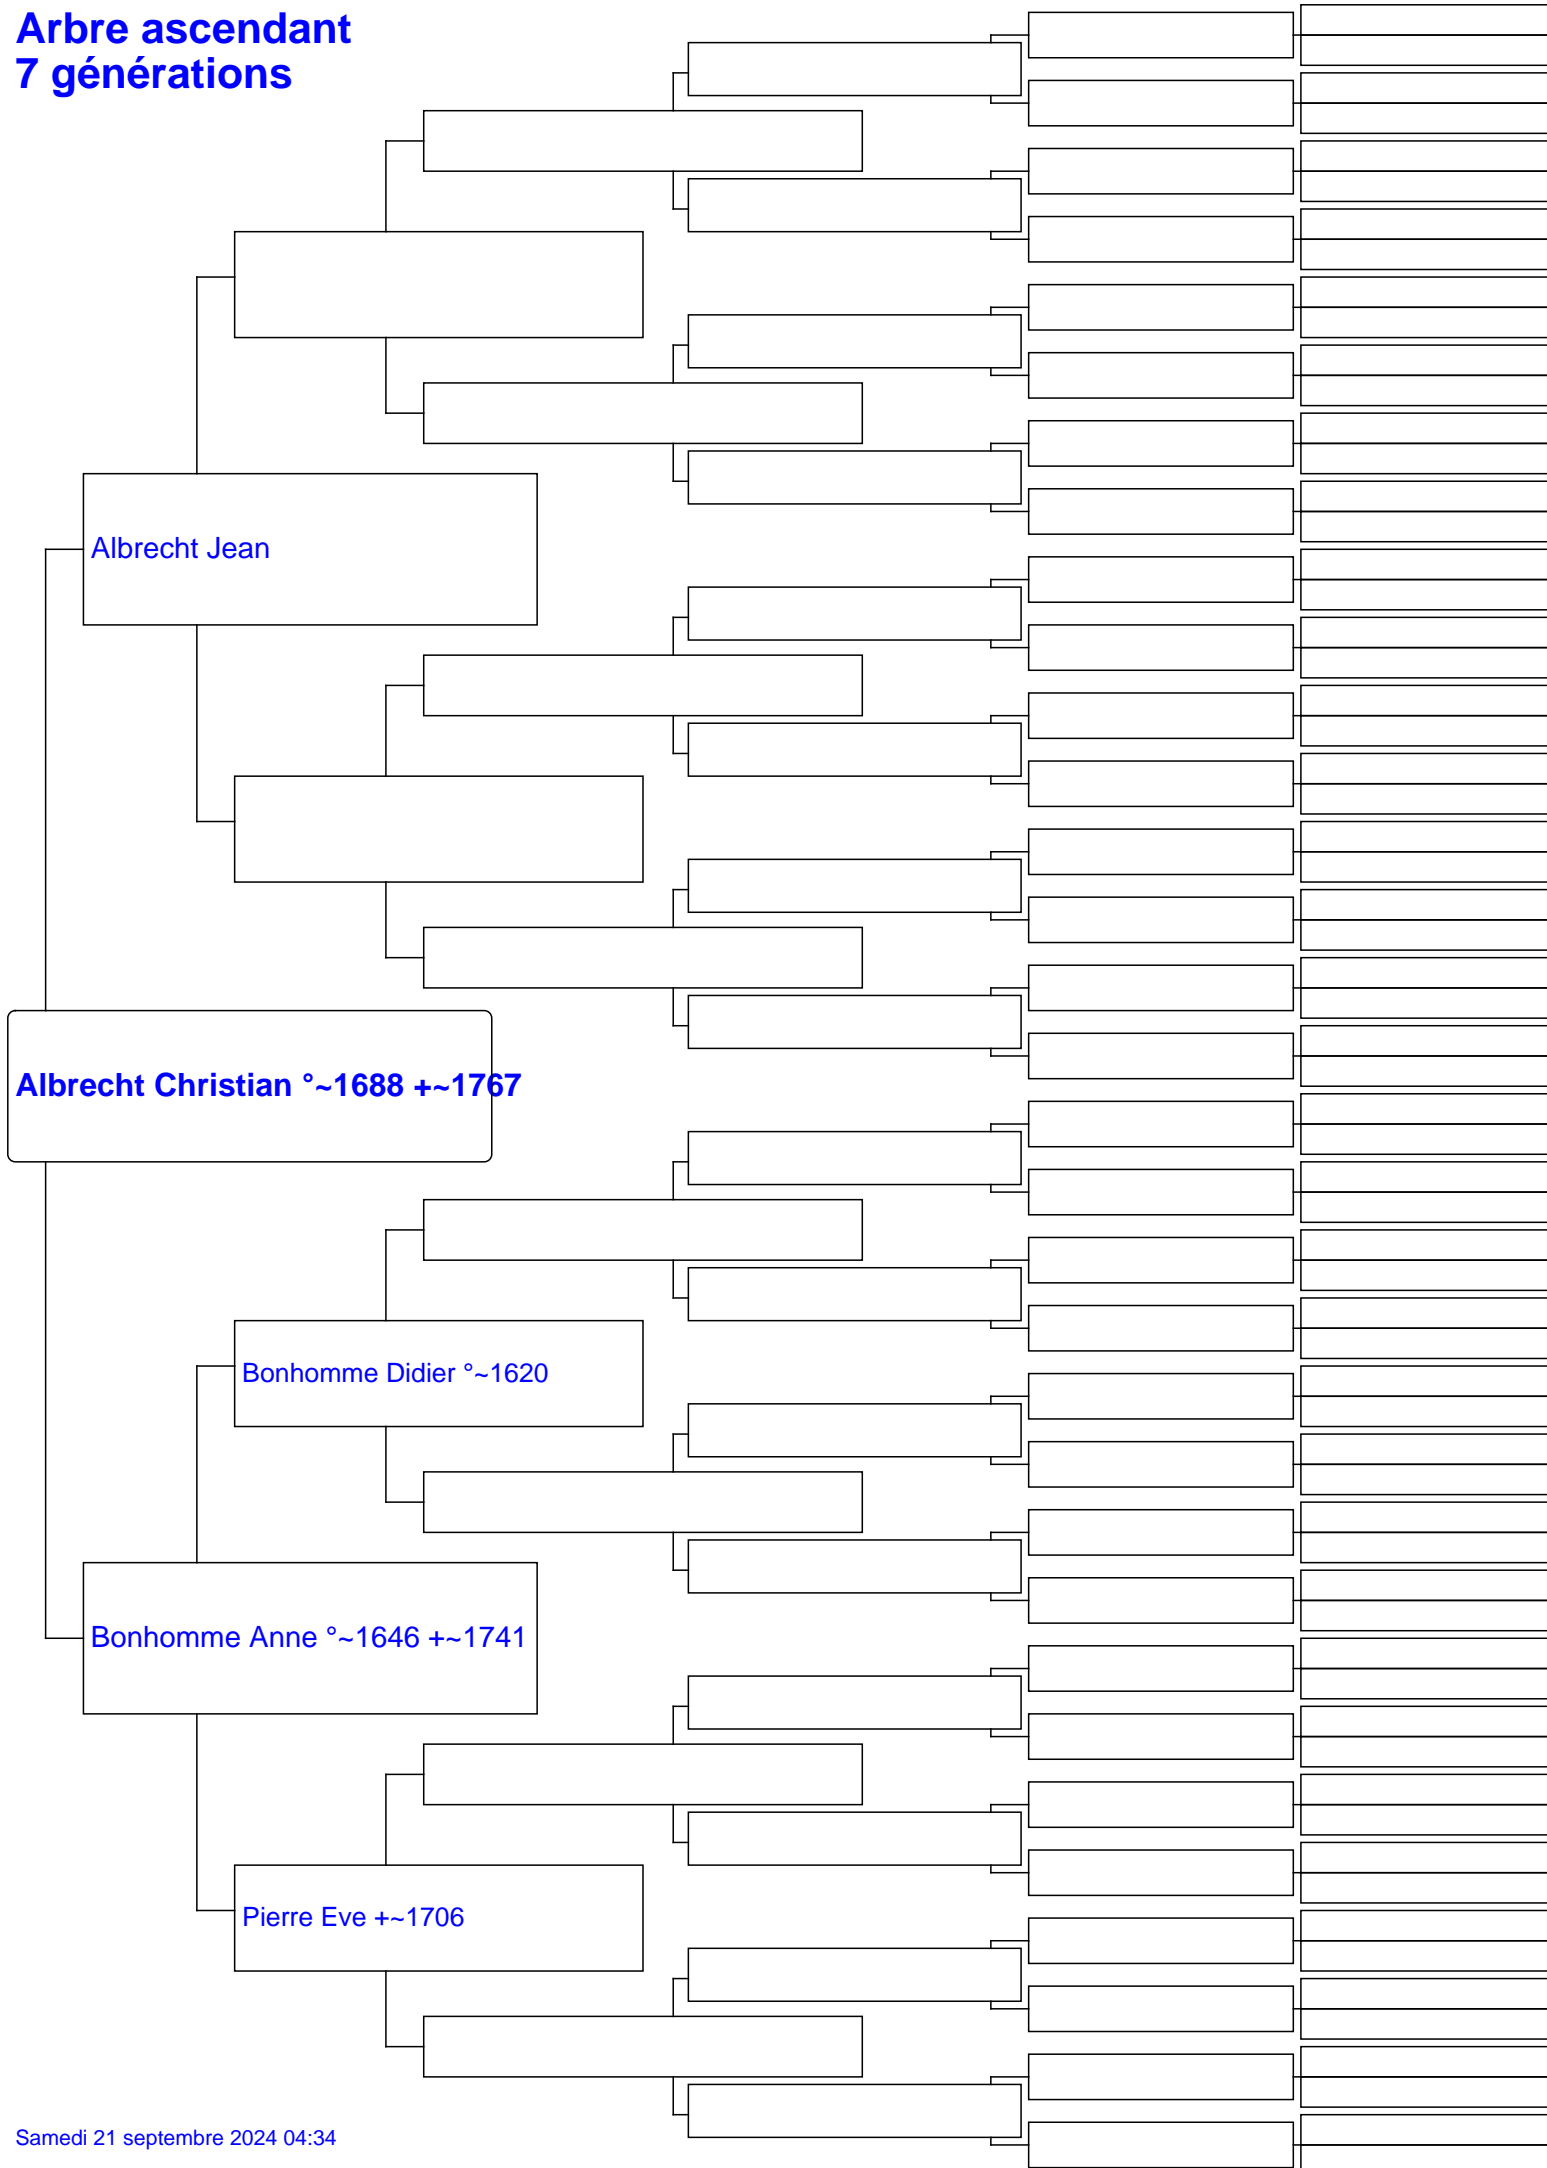 Arbre ascendant
7 générations
Albrecht Jean
Albrecht Christian °~1688 +~1767
Bonhomme Didier °~1620
Bonhomme Anne °~1646 +~1741
Pierre Eve +~1706
Samedi 21 septembre 2024 04:34